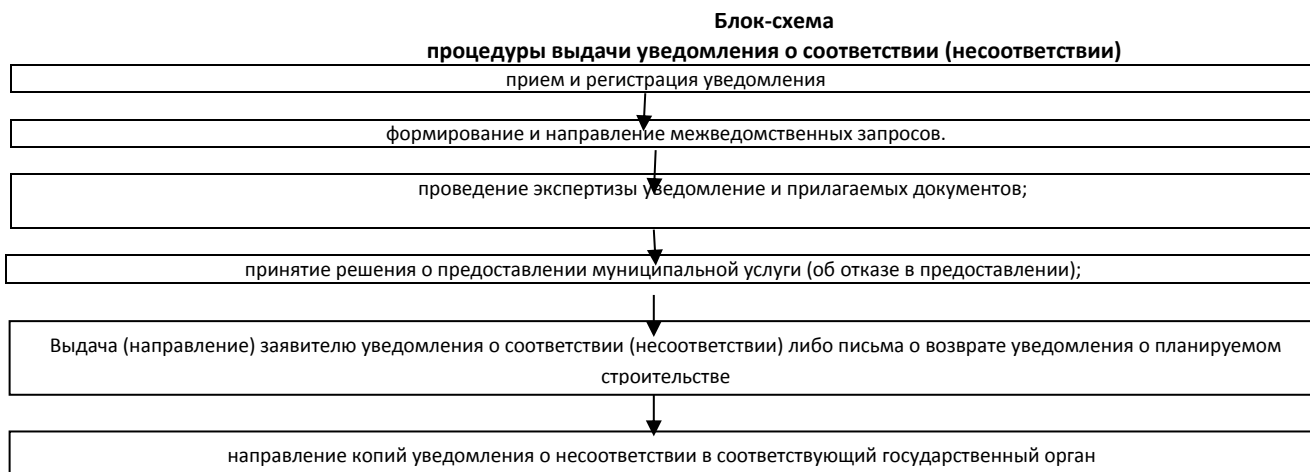 Блок-схема
процедуры выдачи уведомления о соответствии (несоответствии)
прием и регистрация уведомления
формирование и направление межведомственных запросов.
проведение экспертизы уведомление и прилагаемых документов;
принятие решения о предоставлении муниципальной услуги (об отказе в предоставлении);
Выдача (направление) заявителю уведомления о соответствии (несоответствии) либо письма о возврате уведомления о планируемом
строительстве
направление копий уведомления о несоответствии в соответствующий государственный орган